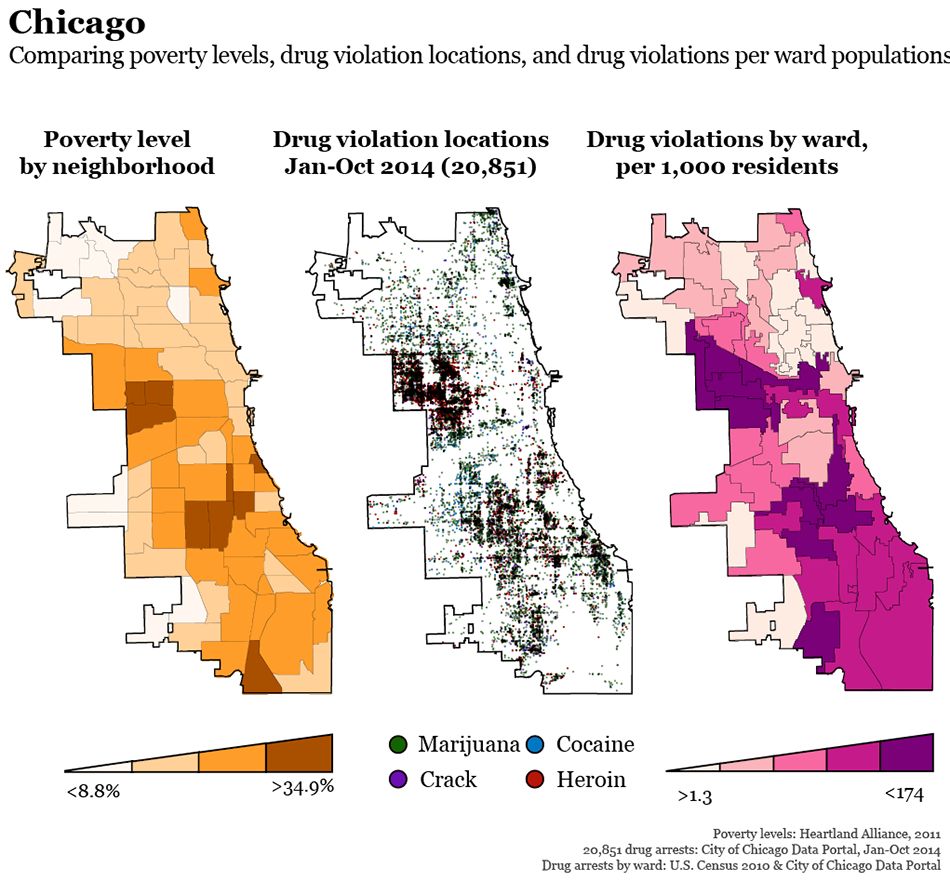 Chicago
Comparing poverty levels, drug violation locations, and drug violations per ward populations
Poverty level
by neighborhood
Drug violation locations
Jan-Oct 2014 (20,851)
Drug violations by ward,
per 1,000 residents
<8.8%
>34.9%
Marijuana
Cocaine
Crack
Heroin
>1.3
<174
Poverty levels: Heartland Alliance, 2011
20,851 drug arrests: City of Chicago Data Portal, Jan-Oct 2014
Drug arrests by ward: U.S. Census 2010 & City of Chicago Data Portal